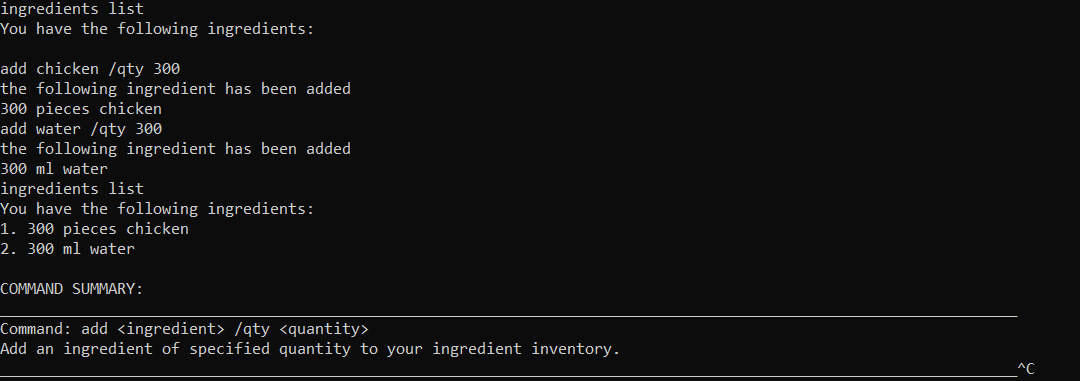 ingredients list
You have the following ingredients:
add chicken /qty 300
the following ingredient has been added
300 pieces chicken
add water /qty 300
the following ingredient has been added
300 ml water
ingredients list
You have the following ingredients:
1. 300 pieces chicken
2. 300 ml water
COMMAND SUMMARY:
Command: add <ingredient> /qty <quantity>
Add an ingredient of specified quantity to your ingredient inventory.
^C